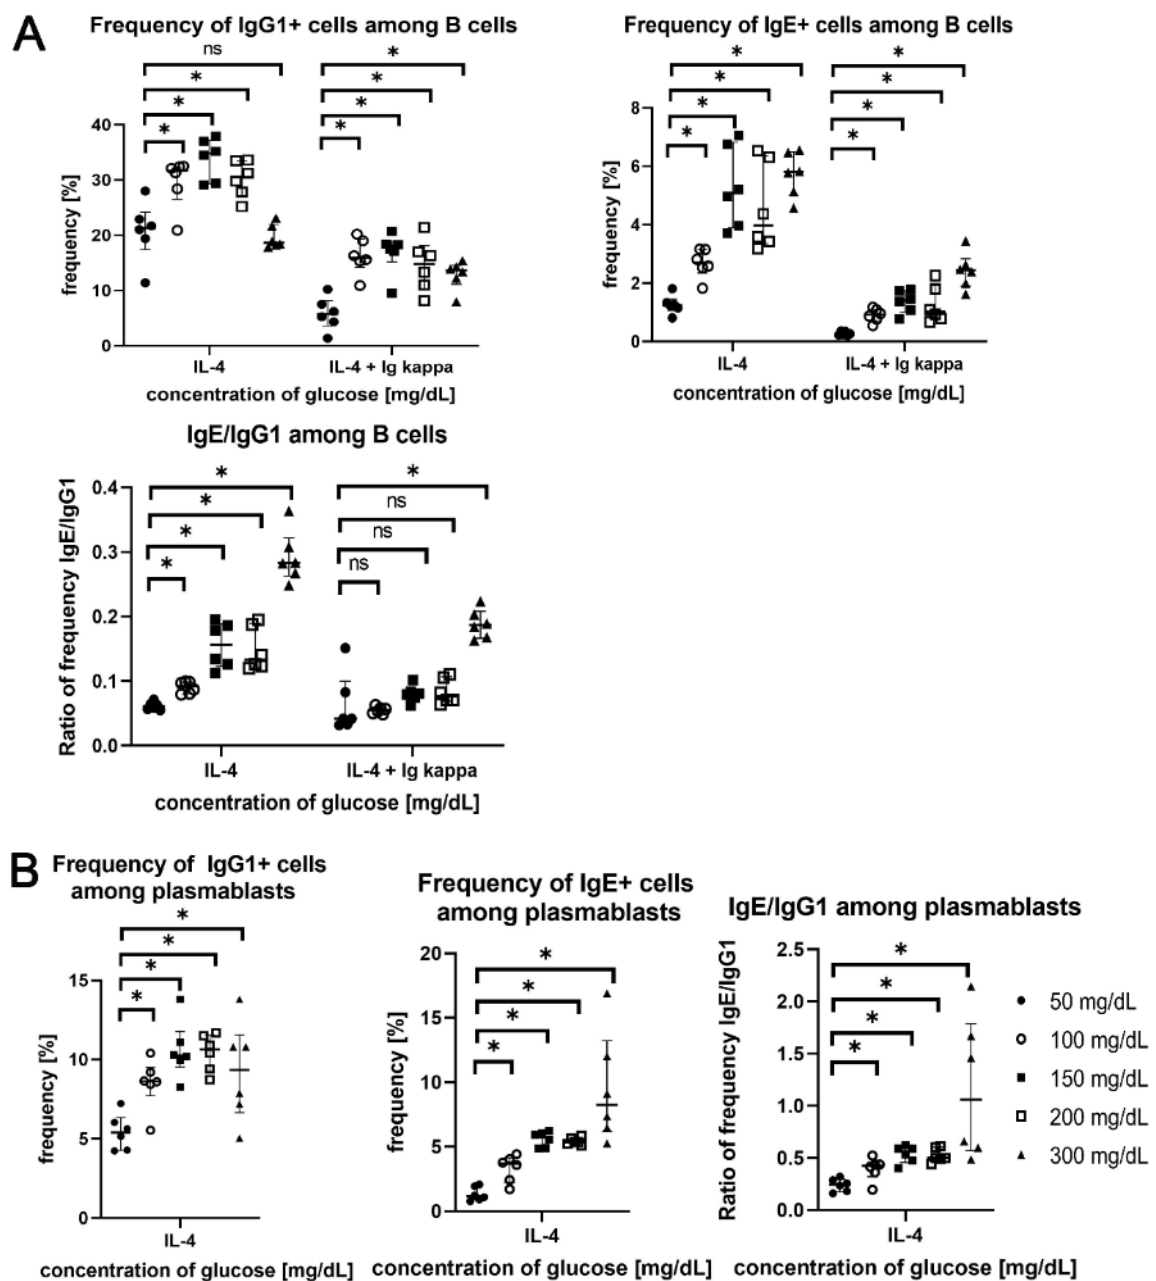 A
Frequency of IgG1+ cells among B cells
ns
*
*
*
*
*
*
*
frequency [%]
40
30
20
10
0
IL-4
IL-4 + Ig kappa
concentration of glucose [mg/dL]
Frequency of IgE+ cells among B cells
*
*
*
*
*
*
*
*
frequency [%]
8
6
4
2
0
IL-4
IL-4 + Ig kappa
concentration of glucose [mg/dL]
IgE/IgG1 among B cells
*
*
*
*
*
ns
ns
ns
Ratio of frequency IgE/IgG1
0.4
0.3
0.2
0.1
0.0
IL-4
IL-4 + Ig kappa
concentration of glucose [mg/dL]
B
Frequency of IgG1+ cells
among plasmablasts
*
*
*
*
frequency [%]
15
10
5
0
IL-4
concentration of glucose [mg/dL]
Frequency of IgE+ cells
among plasmablasts
*
*
*
*
frequency [%]
20
15
10
5
0
IL-4
concentration of glucose [mg/dL]
IgE/IgG1 among plasmablasts
*
*
*
*
Ratio of frequency IgE/IgG1
2.5
2.0
1.5
1.0
0.5
0.0
IL-4
concentration of glucose [mg/dL]
50 mg/dL
100 mg/dL
150 mg/dL
200 mg/dL
300 mg/dL